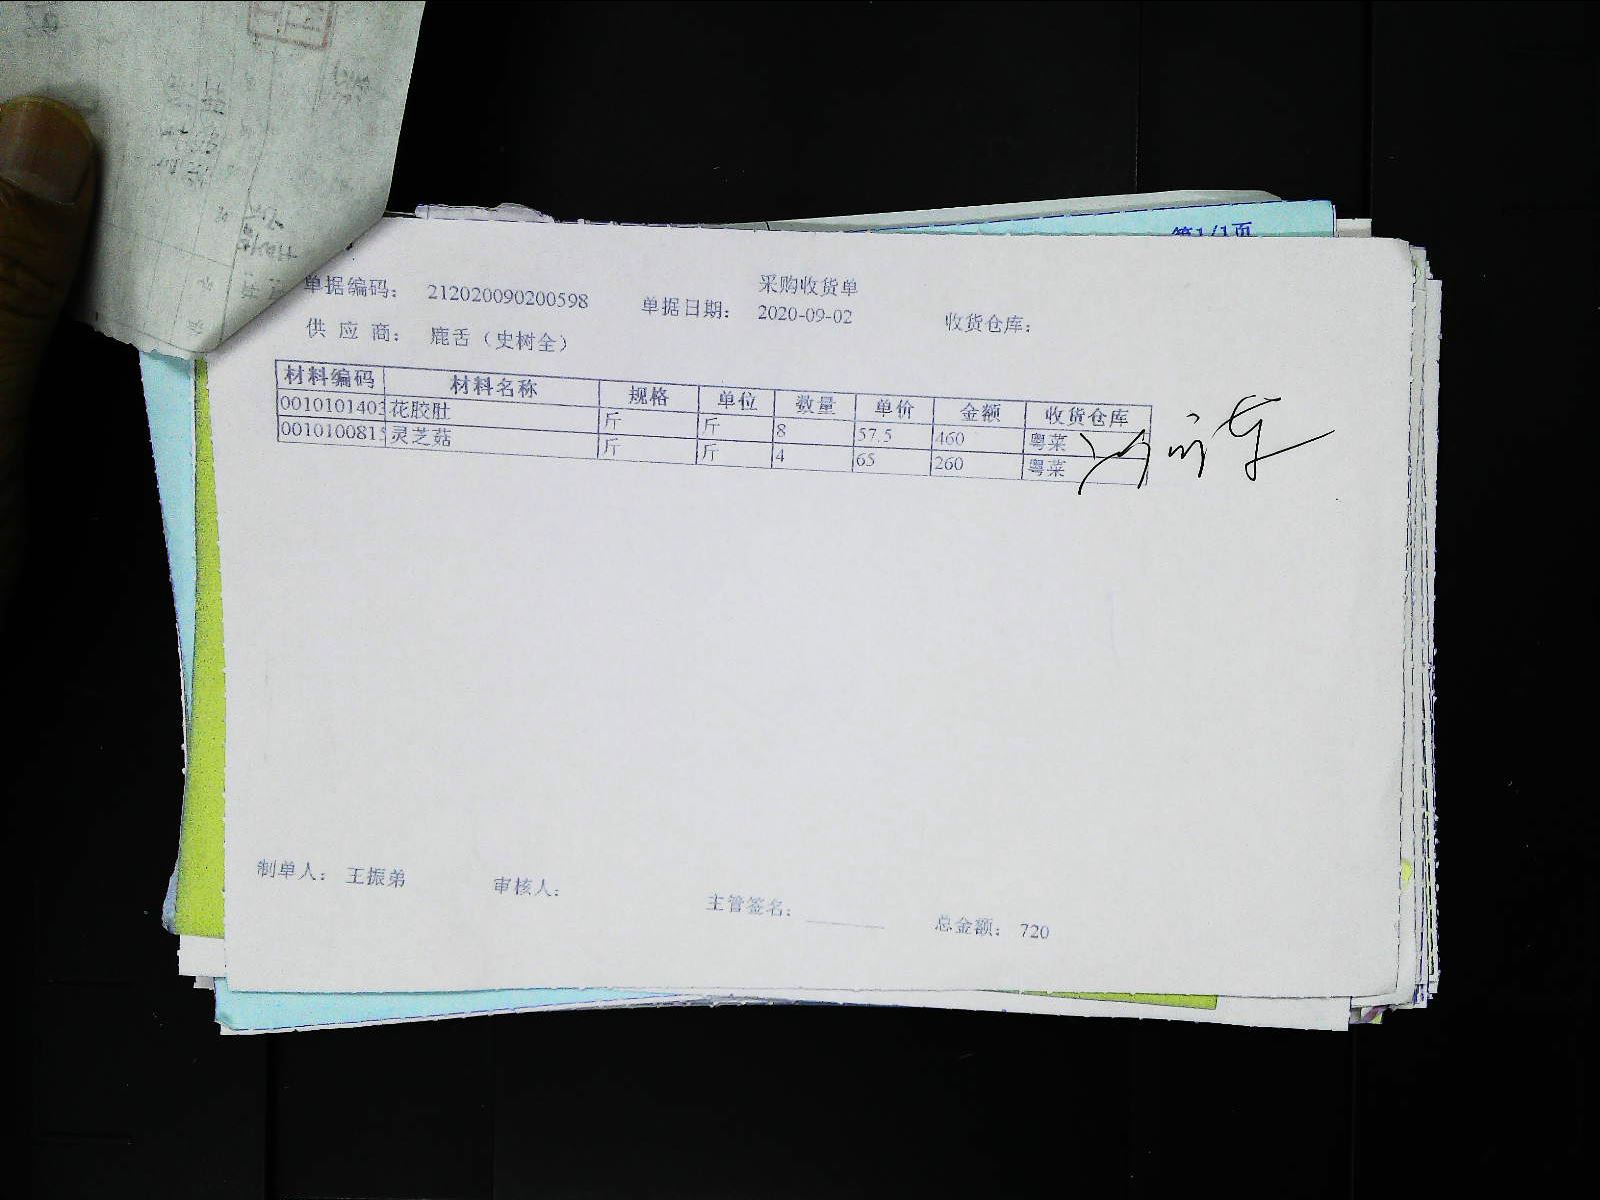 第1/1页
采购收货单
单据编码: 212020090200598 单据日期: 2020-09-02 收货仓库:
供 应 商: 鹿舌（史树全）
材料编码 材料名称 规格 单位 数量 单价 金额 收货仓库
0010101403 花胶肚 斤 斤 8 57.5 460 粤菜
0010100815 灵芝菇 斤 斤 4 65 260 粤菜
制单人: 王振弟 审核人: 主管签名: 总金额: 720